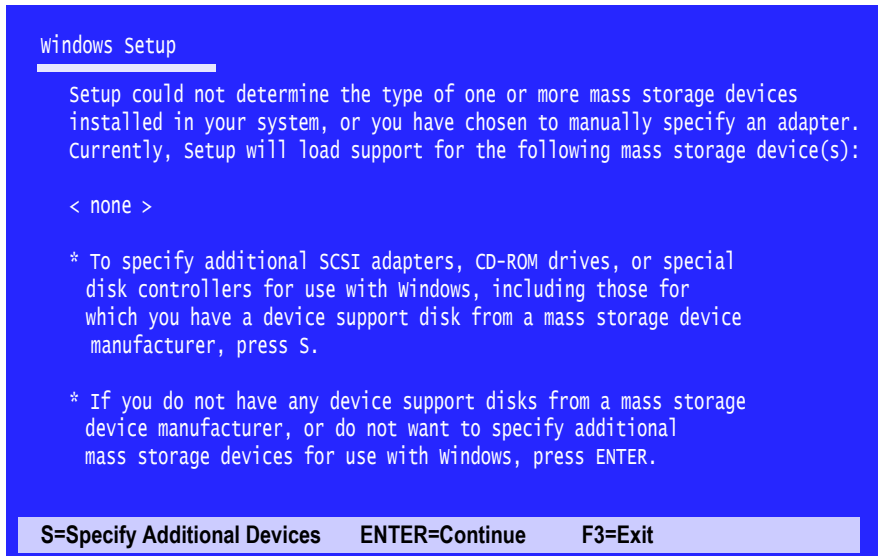 Windows Setup
Setup could not determine the type of one or more mass storage devices
installed in your system, or you have chosen to manually specify an adapter.
Currently, Setup will load support for the following mass storage device(s):
< none >
* To specify additional SCSI adapters, CD-ROM drives, or special
disk controllers for use with Windows, including those for
which you have a device support disk from a mass storage device
manufacturer, press S.
* If you do not have any device support disks from a mass storage
device manufacturer, or do not want to specify additional
mass storage devices for use with Windows, press ENTER.
S=Specify Additional Devices ENTER=Continue F3=Exit